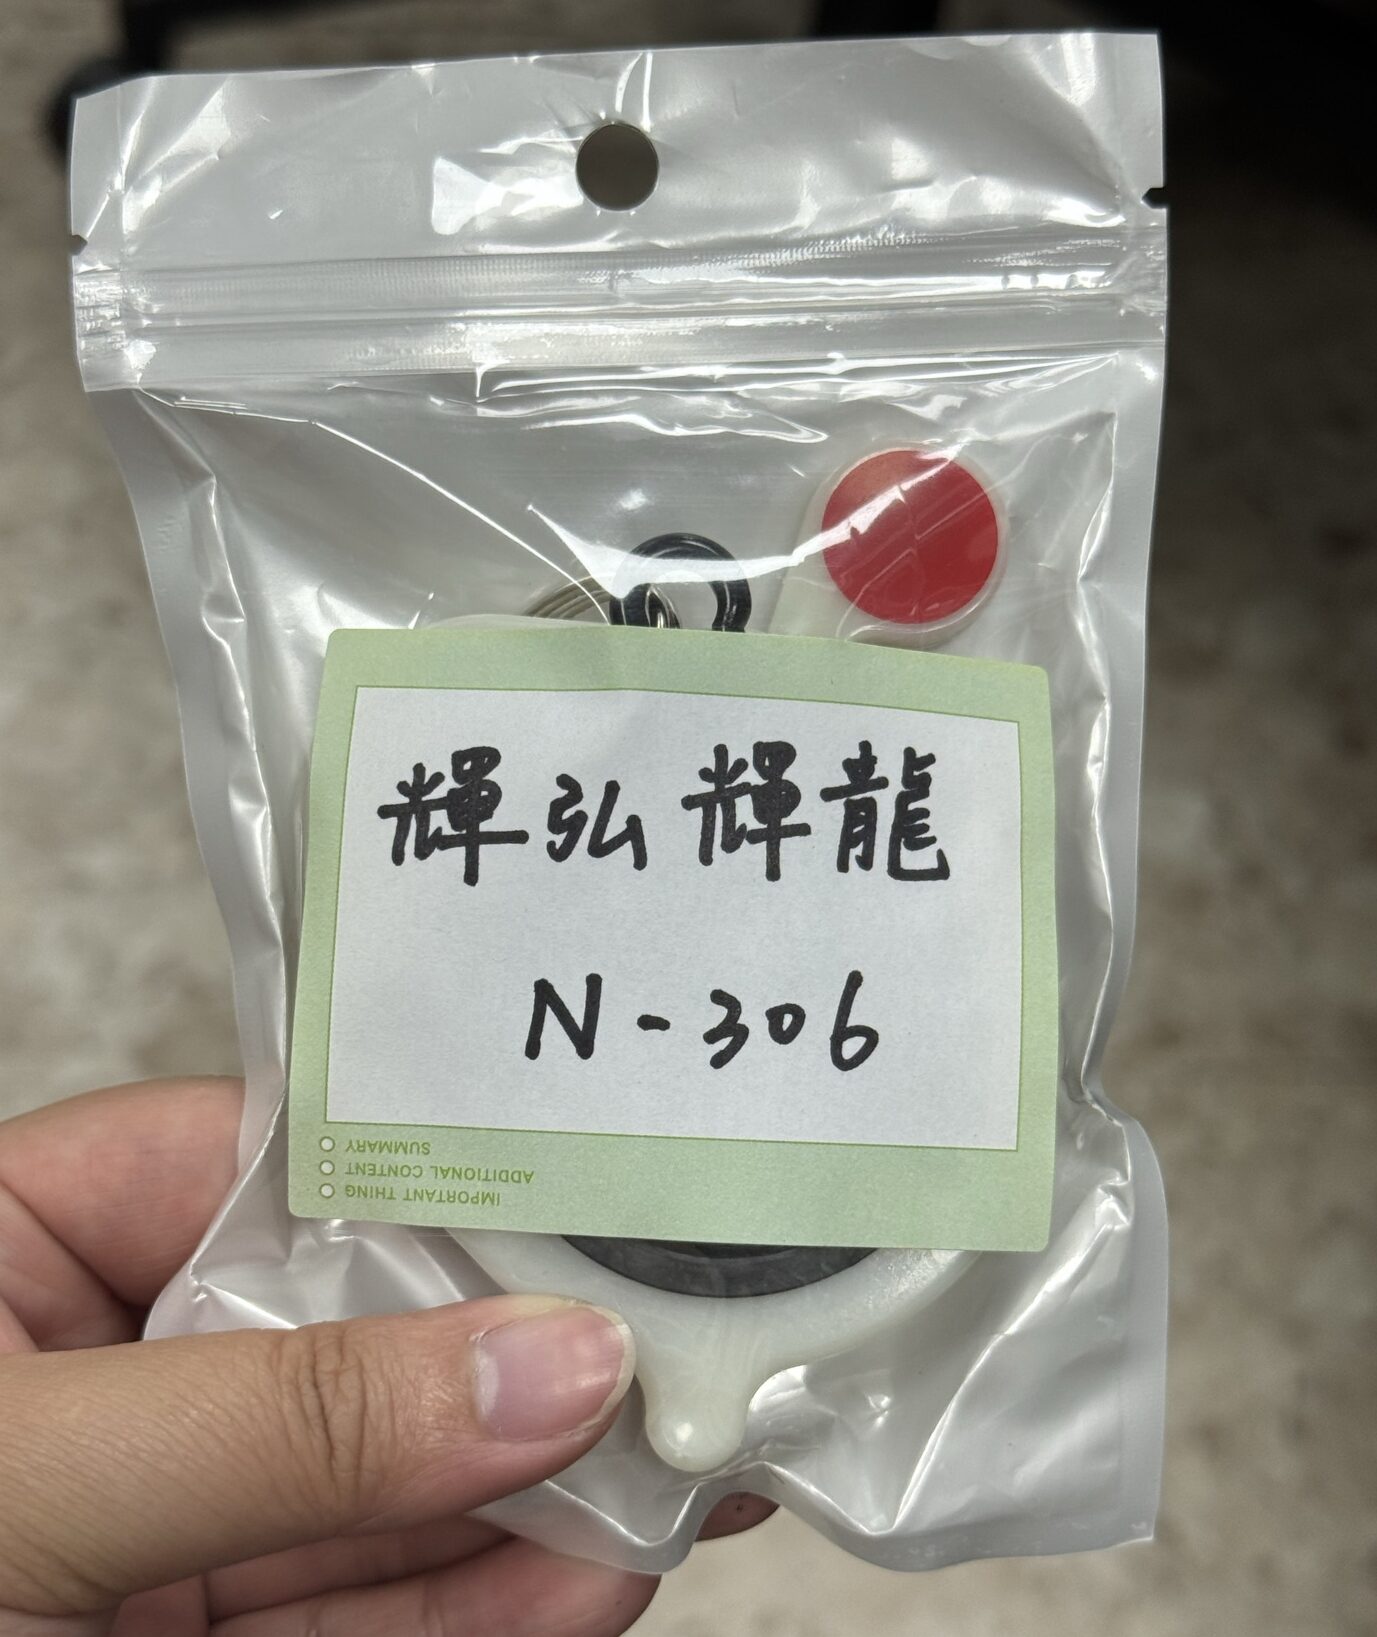 輝弘輝龍
N-306
SUMMARY
ADDITIONAL CONTENT
IMPORTANT THING